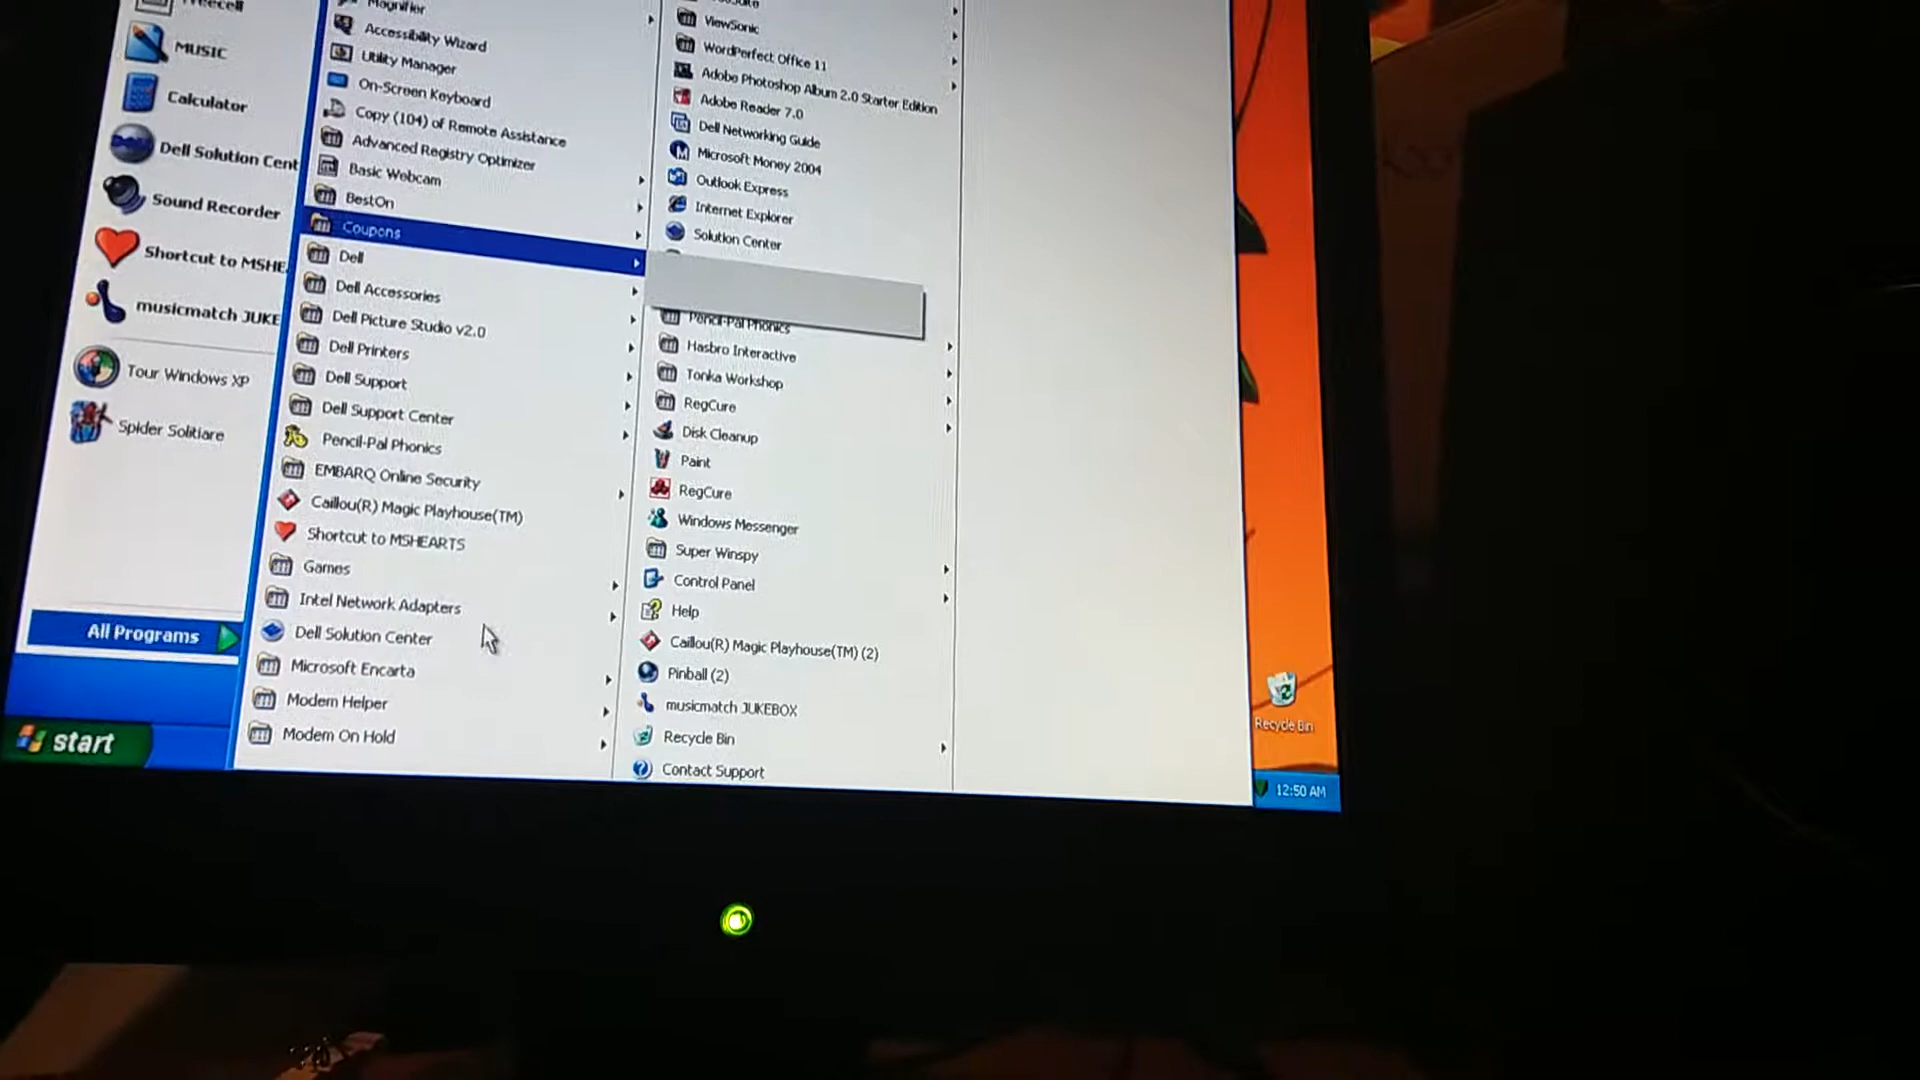 Freecell
MUSIC
Calculator
Dell Solution Cent
Sound Recorder
Shortcut to MSHE
musicmatch JUKE
Tour Windows XP
Spider Solitiare
All Programs
start
Magnifier
Accessibility Wizard
Utility Manager
On-Screen Keyboard
Copy (104) of Remote Assistance
Advanced Registry Optimizer
Basic Webcam
BestOn
Coupons
Dell
Dell Accessories
Dell Picture Studio v2.0
Dell Printers
Dell Support
Dell Support Center
Pencil-Pal Phonics
EMBARQ Online Security
Caillou(R) Magic Playhouse(TM)
Shortcut to MSHEARTS
Games
Intel Network Adapters
Dell Solution Center
Microsoft Encarta
Modem Helper
Modem On Hold
ViewSonic
WordPerfect Office 11
Adobe Photoshop Album 2.0 Starter Edition
Adobe Reader 7.0
Dell Networking Guide
Microsoft Money 2004
Outlook Express
Internet Explorer
Solution Center
Pencil-Pal Phonics
Hasbro Interactive
Tonka Workshop
RegCure
Disk Cleanup
Paint
RegCure
Windows Messenger
Super Winspy
Control Panel
Help
Caillou(R) Magic Playhouse(TM) (2)
Pinball (2)
musicmatch JUKEBOX
Recycle Bin
Contact Support
Recycle Bin
12:50 AM